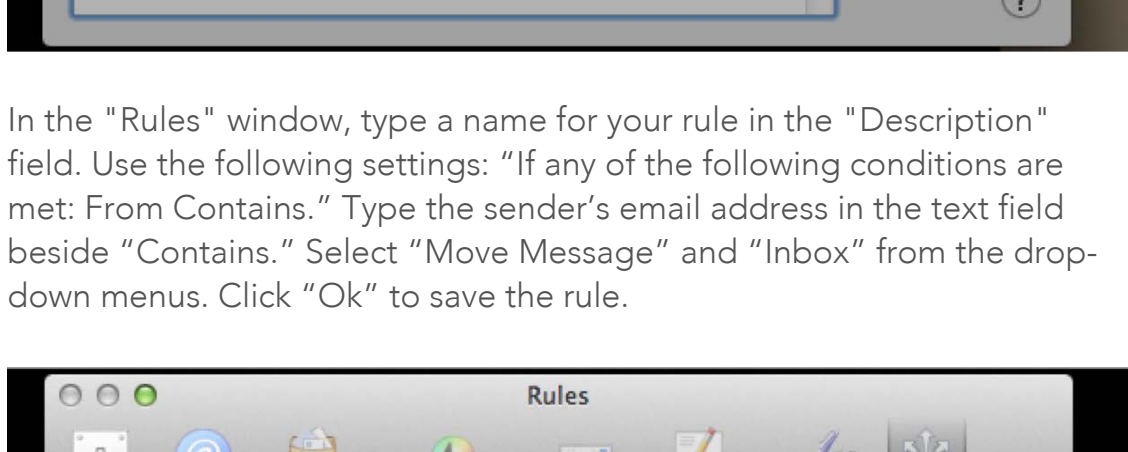 ?
In the "Rules" window, type a name for your rule in the "Description"
field. Use the following settings: “If any of the following conditions are
met: From Contains.” Type the sender’s email address in the text field
beside “Contains.” Select “Move Message” and “Inbox” from the drop-
down menus. Click “Ok” to save the rule.
Rules